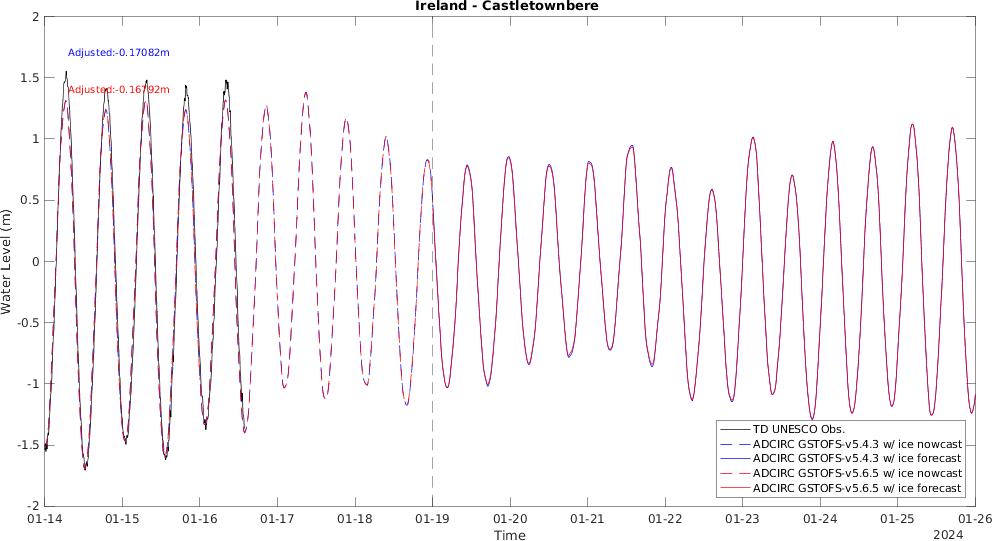 Ireland - Castletownbere
2
1.5
1
0.5
0
-0.5
-1
-1.5
-2
Water Level (m)
Adjusted:-0.17082m
Adjusted:-0.16792m
TD UNESCO Obs.
ADCIRC GSTOFS-v5.4.3 w/ ice nowcast
ADCIRC GSTOFS-v5.4.3 w/ ice forecast
ADCIRC GSTOFS-v5.6.5 w/ ice nowcast
ADCIRC GSTOFS-v5.6.5 w/ ice forecast
01-14 01-15 01-16 01-17 01-18 01-19 01-20 01-21 01-22 01-23 01-24 01-25 01-26
Time
2024